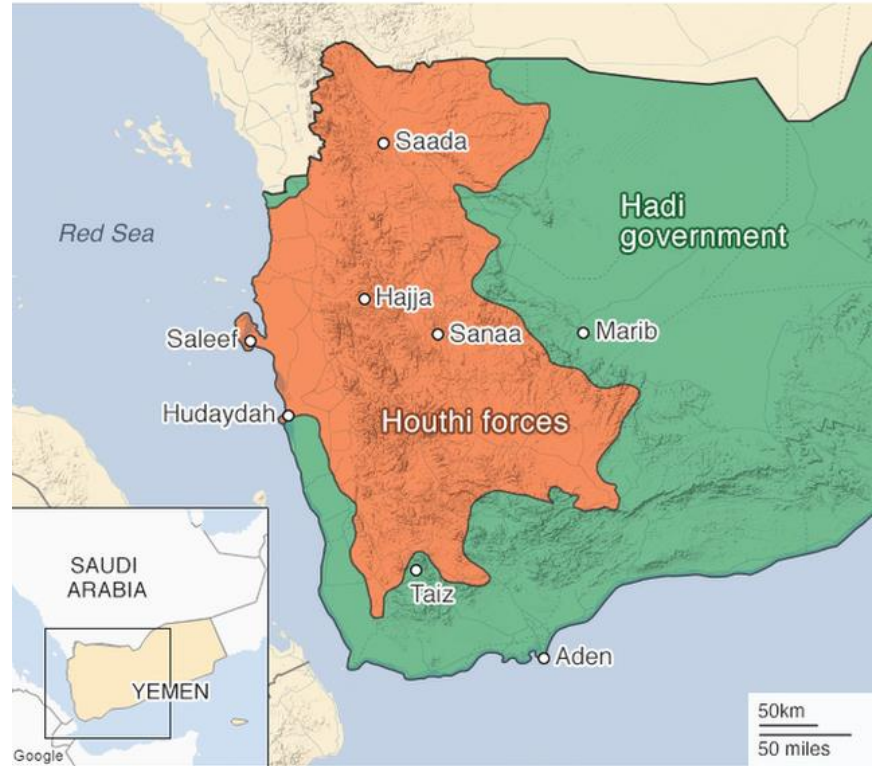 Saada
Red Sea
Hadi
government
Hajja
Sanaa
Marib
Saleef
Hudaydah
Houthi forces
SAUDI
ARABIA
Taiz
YEMEN
Aden
50km
50 miles
Google